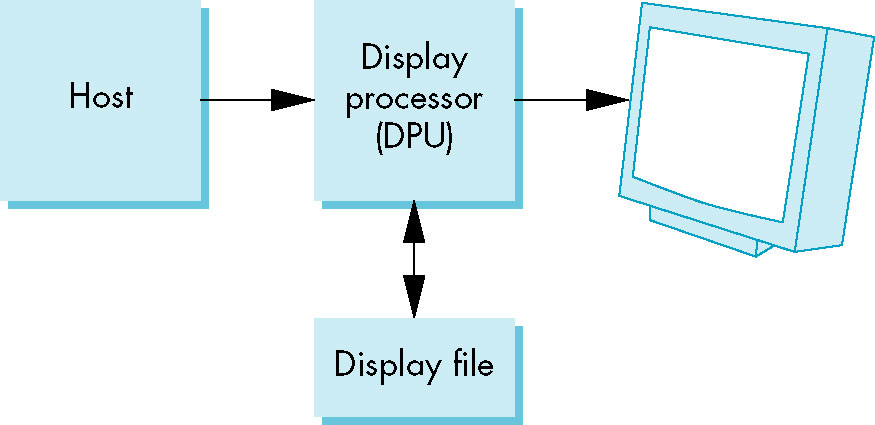 Host
Display
processor
(DPU)
Display file